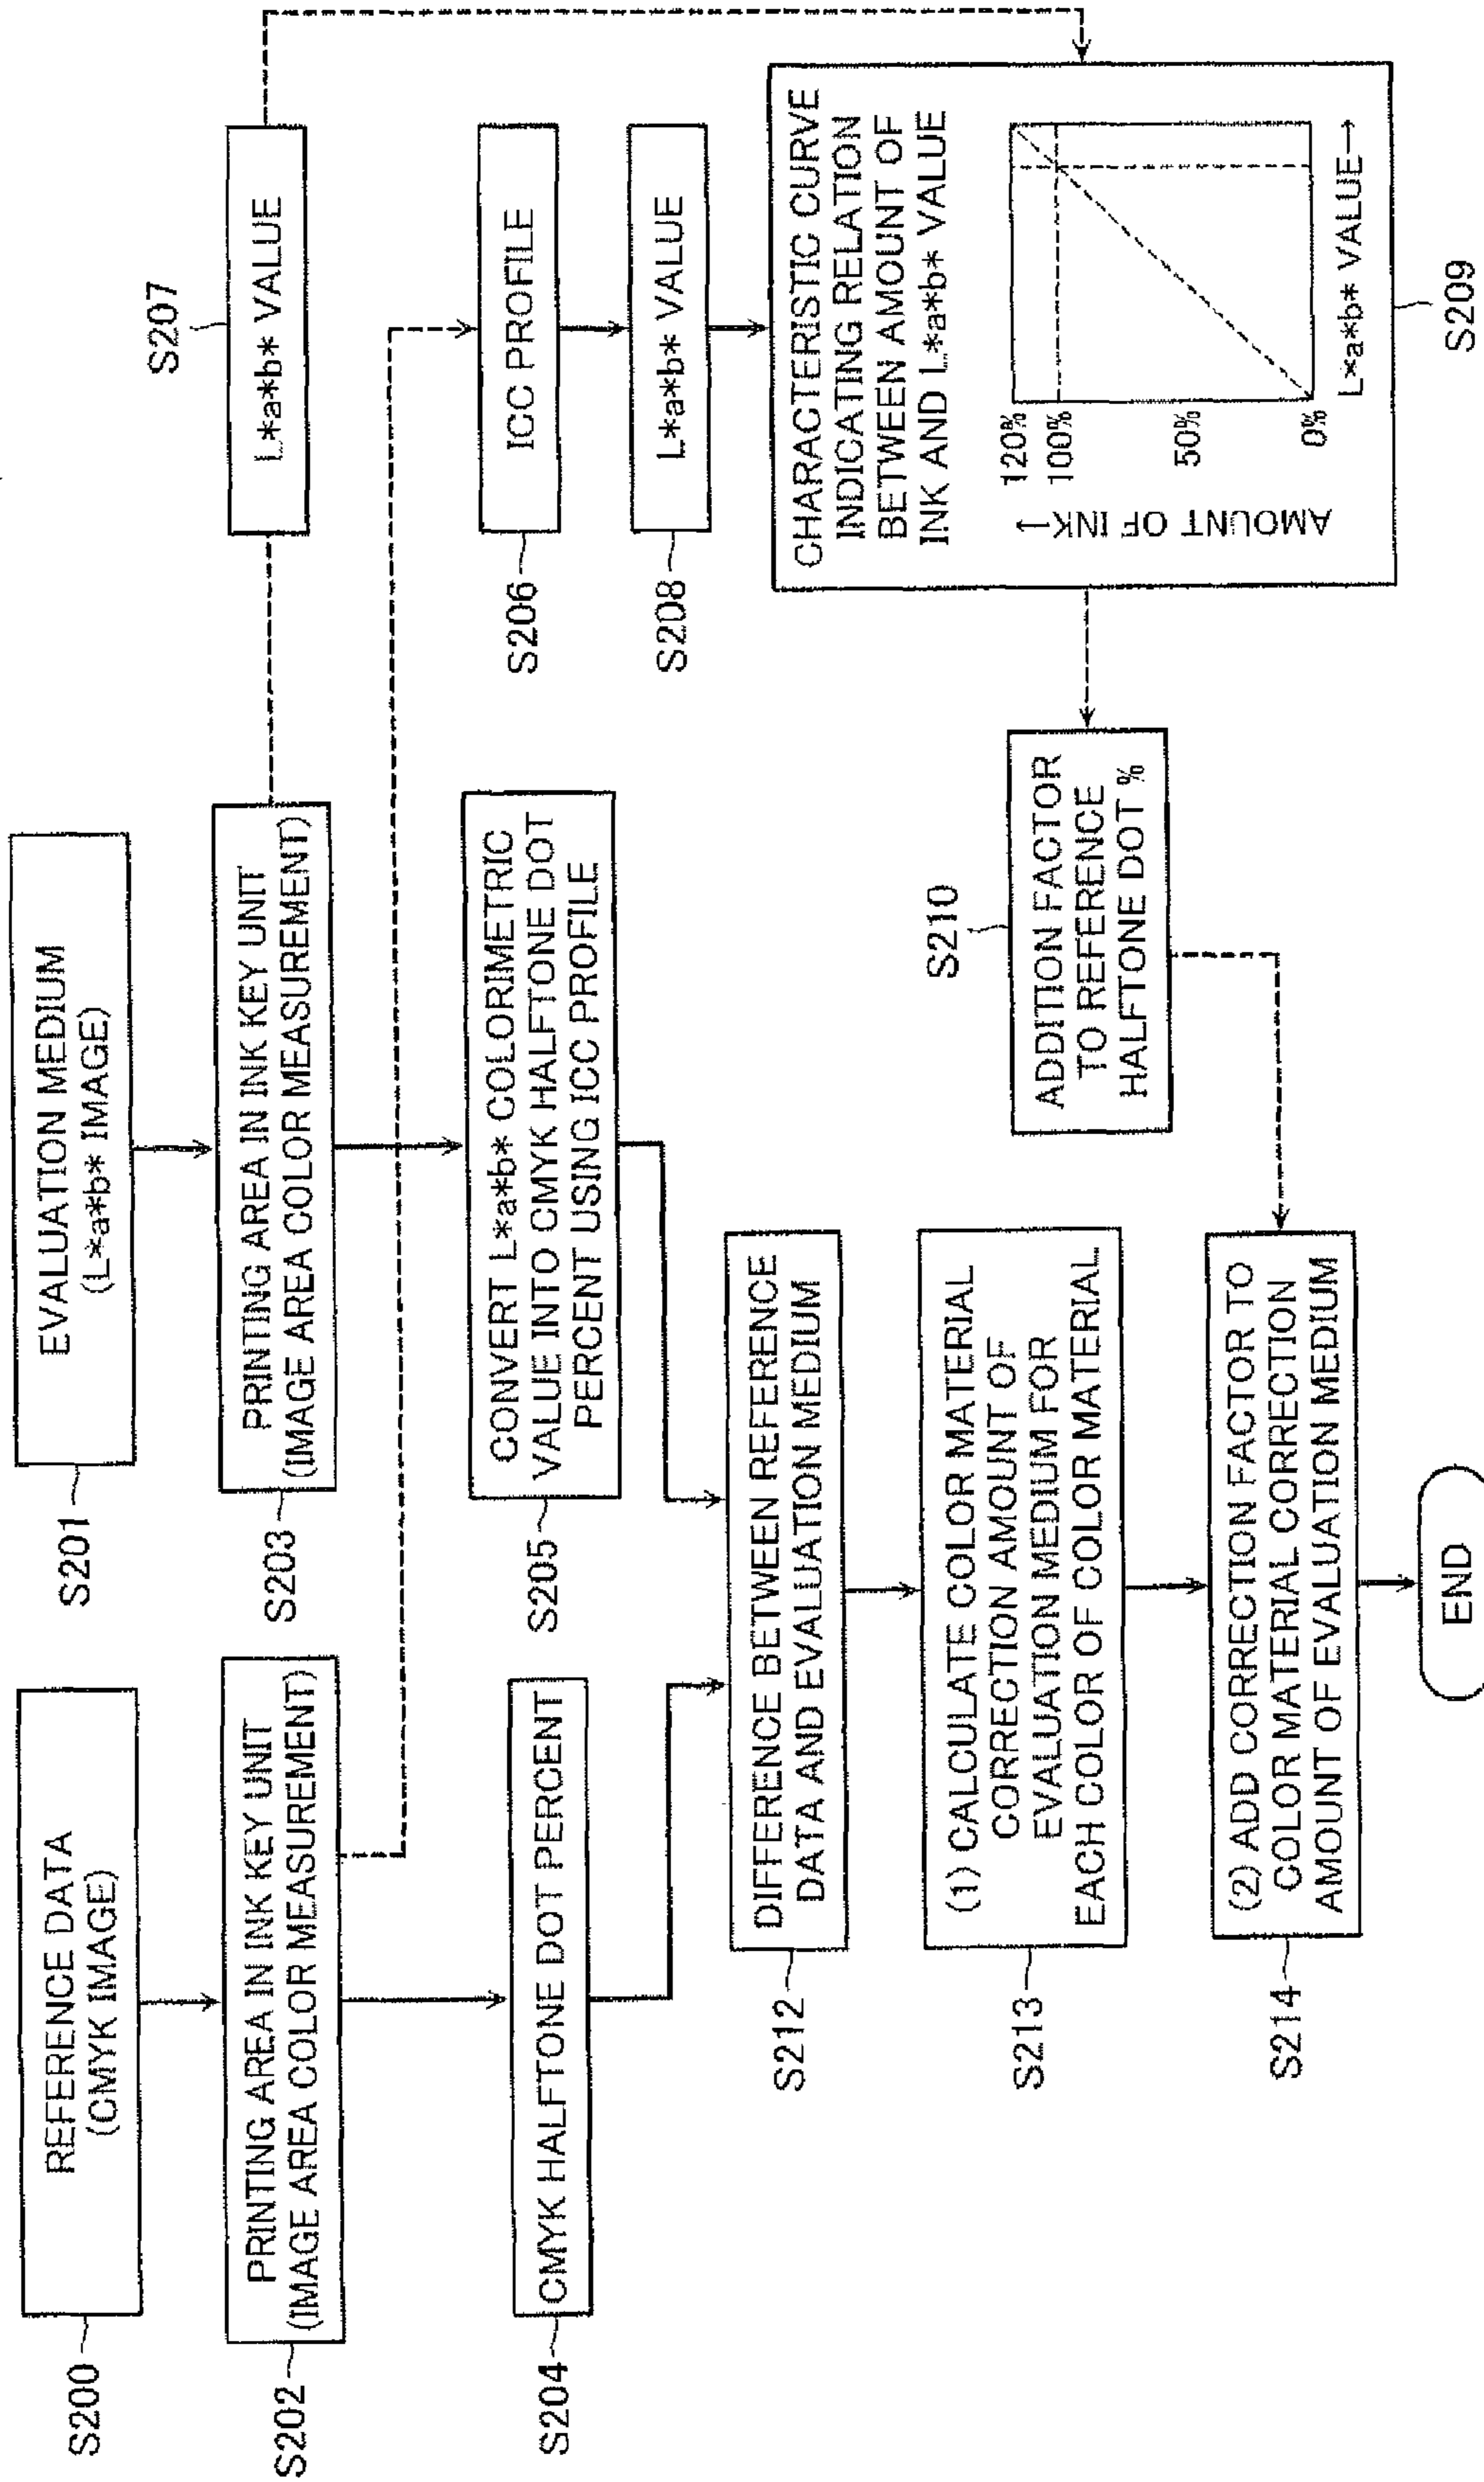 REFERENCE DATA
(CMYK IMAGE)
S200
EVALUATION MEDIUM
(L*a*b* IMAGE)
S201
PRINTING AREA IN INK KEY UNIT
(IMAGE AREA COLOR MEASUREMENT)
S202
PRINTING AREA IN INK KEY UNIT
(IMAGE AREA COLOR MEASUREMENT)
S203
S207
L*a*b* VALUE
CMYK HALFTONE DOT PERCENT
S204
CONVERT L*a*b* COLORIMETRIC
VALUE INTO CMYK HALFTONE DOT
PERCENT USING ICC PROFILE
S205
ICC PROFILE
S206
L*a*b* VALUE
S208
CHARACTERISTIC CURVE
INDICATING RELATION
BETWEEN AMOUNT OF
INK AND L*a*b* VALUE
AMOUNT OF INK→
120%
100%
50%
0%
L*a*b* VALUE→
S209
S210
ADDITION FACTOR
TO REFERENCE
HALFTONE DOT %
DIFFERENCE BETWEEN REFERENCE
DATA AND EVALUATION MEDIUM
S212
(1) CALCULATE COLOR MATERIAL
CORRECTION AMOUNT OF
EVALUATION MEDIUM FOR
EACH COLOR OF COLOR MATERIAL
S213
(2) ADD CORRECTION FACTOR TO
COLOR MATERIAL CORRECTION
AMOUNT OF EVALUATION MEDIUM
S214
END